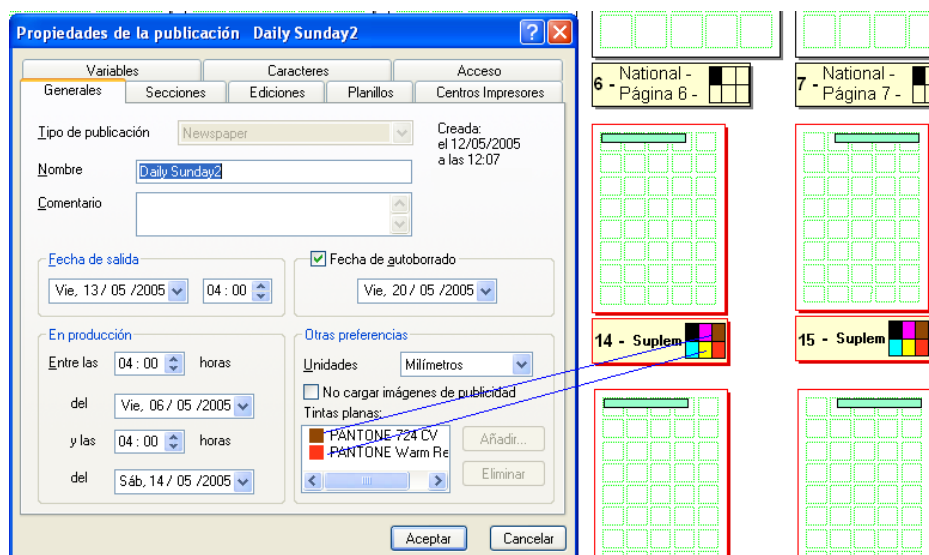 Propiedades de la publicación Daily Sunday2
Variables Caracteres Acceso
Generales Secciones Ediciones Planillos Centros Impresores
Tipo de publicación Newspaper
Creada:
el 12/05/2005
a las 12:07
Nombre Daily Sunday2
Comentario
Fecha de salida
Vie, 13 / 05 /2005 04 : 00
Fecha de autoborrado
Vie, 20 / 05 /2005
En producción
Entre las 04 : 00 horas
del Vie, 06 / 05 /2005
y las 04 : 00 horas
del Sáb, 14 / 05 /2005
Otras preferencias
Unidades Milímetros
No cargar imágenes de publicidad
Tintas planas:
PANTONE 724 CV
PANTONE Warm Re
Añadir...
Eliminar
Aceptar Cancelar
6 - National -
Página 6 -
7 - National -
Página 7 -
14 - Suplem
15 - Suplem